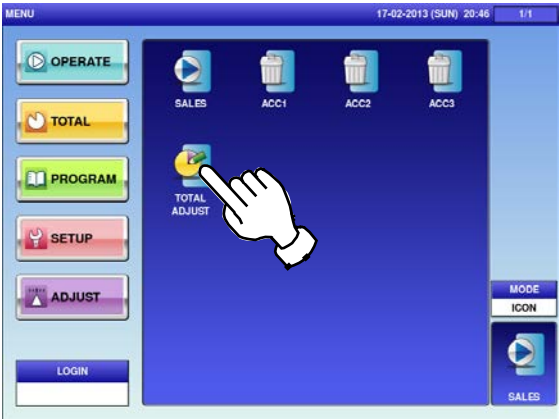 MENU
17-02-2013 (SUN) 20:46
1/1
OPERATE
TOTAL
PROGRAM
SETUP
ADJUST
LOGIN
SALES
ACC1
ACC2
ACC3
TOTAL
ADJUST
MODE
ICON
SALES